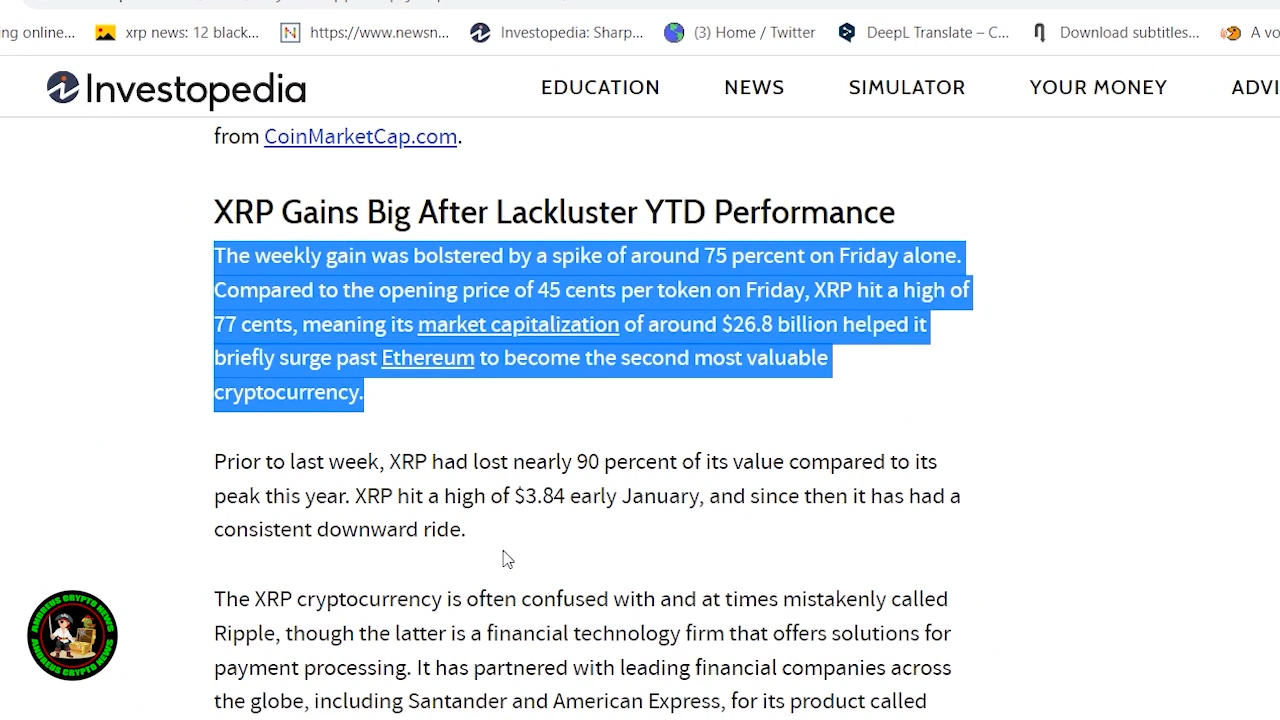 ing online...
xrp news: 12 black...
https://www.newsn...
Investopedia: Sharp...
(3) Home / Twitter
DeepL Translate – C...
Download subtitles...
A vo
Investopedia
EDUCATION
NEWS
SIMULATOR
YOUR MONEY
ADVI
from CoinMarketCap.com.
XRP Gains Big After Lackluster YTD Performance
The weekly gain was bolstered by a spike of around 75 percent on Friday alone.
Compared to the opening price of 45 cents per token on Friday, XRP hit a high of
77 cents, meaning its market capitalization of around $26.8 billion helped it
briefly surge past Ethereum to become the second most valuable
cryptocurrency.
Prior to last week, XRP had lost nearly 90 percent of its value compared to its
peak this year. XRP hit a high of $3.84 early January, and since then it has had a
consistent downward ride.
The XRP cryptocurrency is often confused with and at times mistakenly called
Ripple, though the latter is a financial technology firm that offers solutions for
payment processing. It has partnered with leading financial companies across
the globe, including Santander and American Express, for its product called
ANDREUS CRYPTO NEWS
ANDREUS CRYPTO NEWS